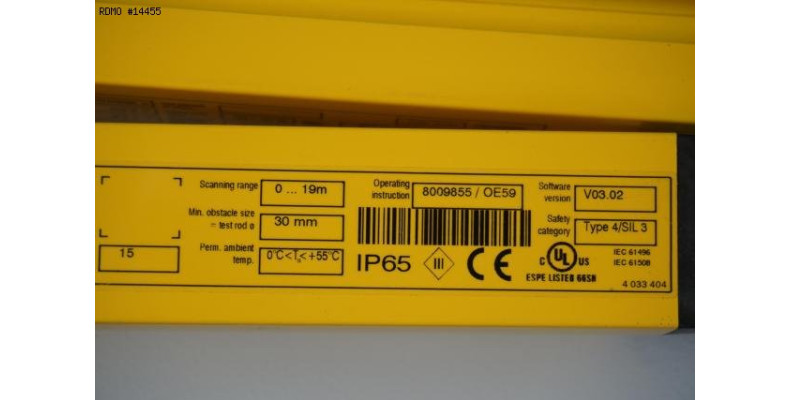 RDMO #14455
Scanning range
0 ... 19m
Operating
instruction
8009855 / OE59
Software
version
V03.02
Min. obstacle size
= test rod ø
30 mm
Safety
category
Type 4/SIL 3
15
Perm. ambient
temp.
0°C<Ta<+55°C
IP65
III
CE
C UL US
ESPE LISTED 66SH
IEC 61496
IEC 61508
4 033 404